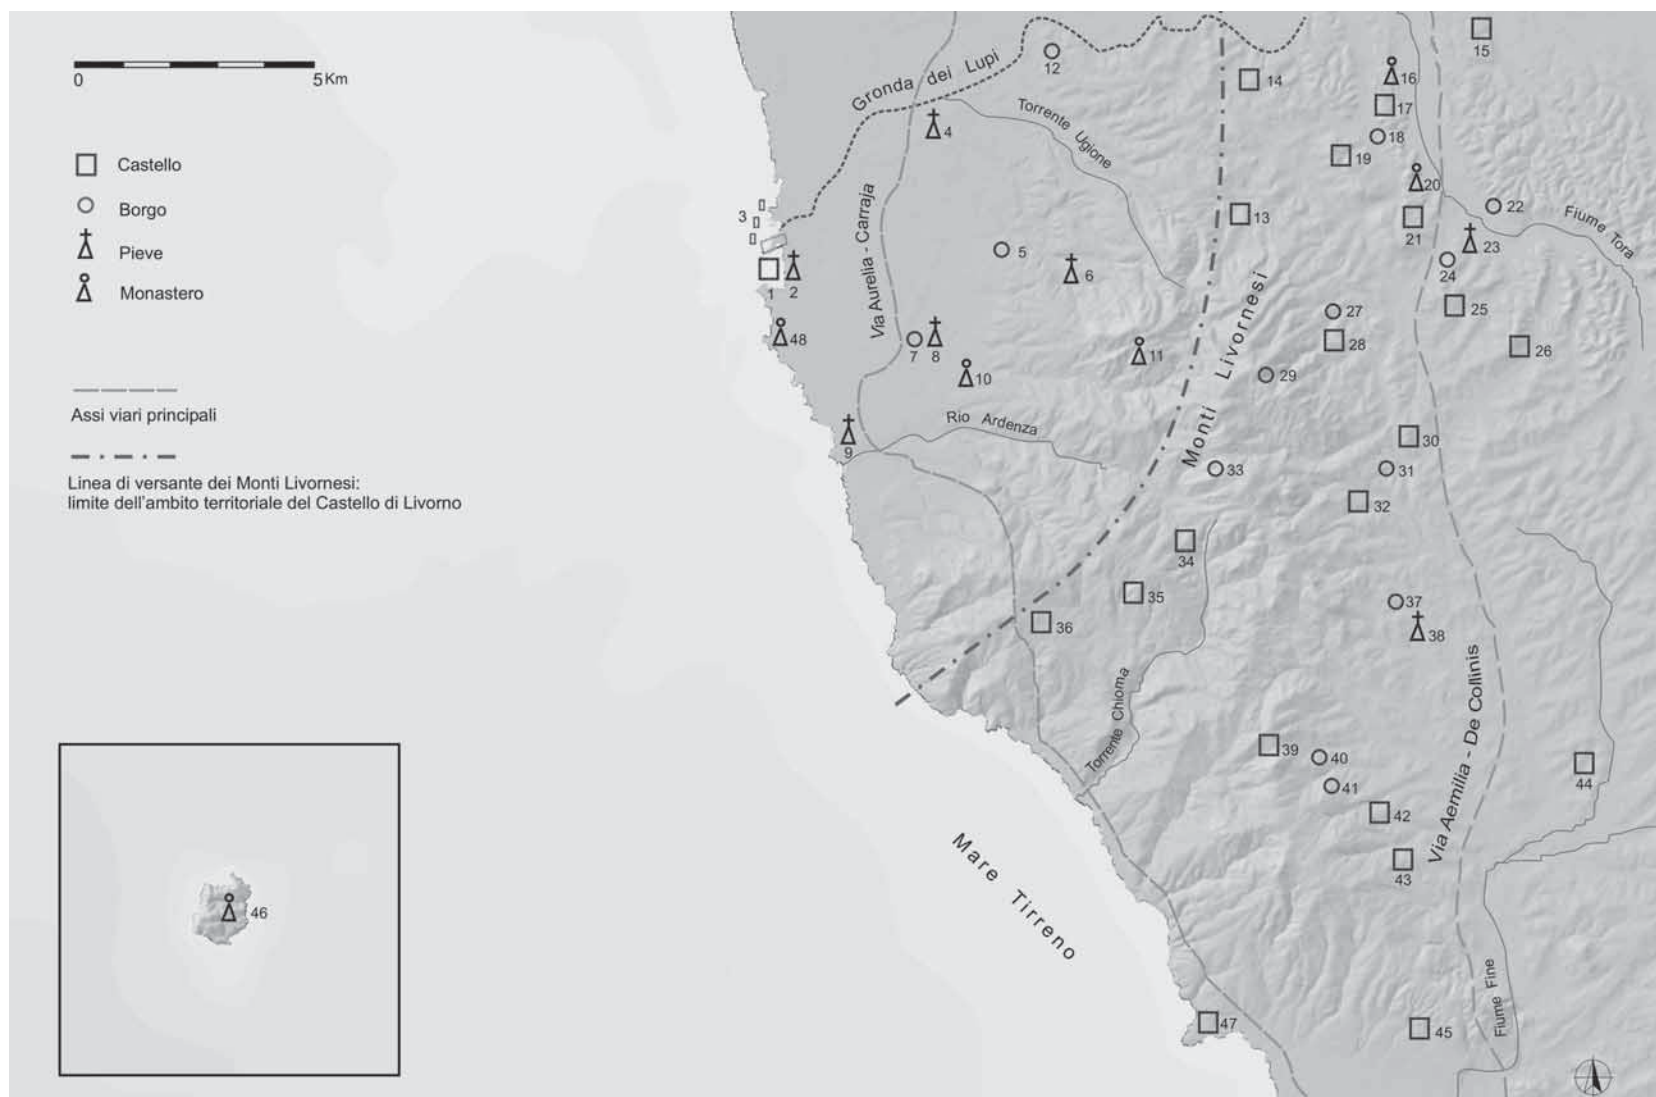 0
5 Km
Castello
Borgo
Pieve
Monastero
Assi viari principali
Linea di versante dei Monti Livornesi:
limite dell'ambito territoriale del Castello di Livorno
Gronda dei Lupi
Torrente Ugione
Via Aurelia - Carraja
Monti Livornesi
Fiume Tora
Rio Ardenza
Torrente Chioma
Via Aemilia - De Collinis
Mare Tirreno
Fiume Fine
1
2
3
4
5
6
7
8
9
10
11
12
13
14
15
16
17
18
19
20
21
22
23
24
25
26
27
28
29
30
31
32
33
34
35
36
37
38
39
40
41
42
43
44
45
46
47
48